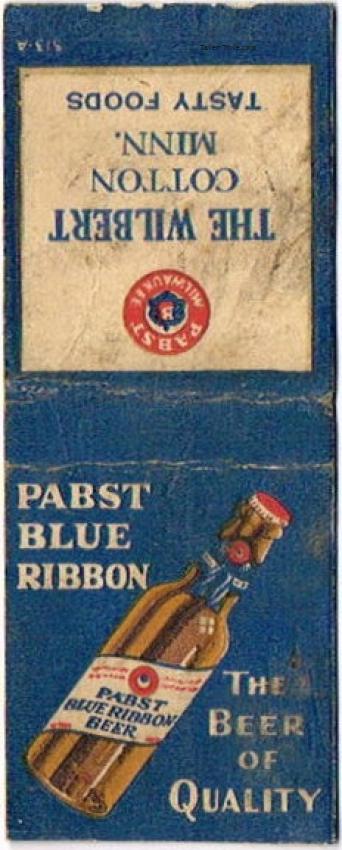 513-A
TASTY FOODS
MINN.
COTTON
THE WILBERT
PABST
MILWAUKEE
B
PABST
BLUE
RIBBON
PABST
BLUE RIBBON
BEER
THE
BEER
OF
QUALITY